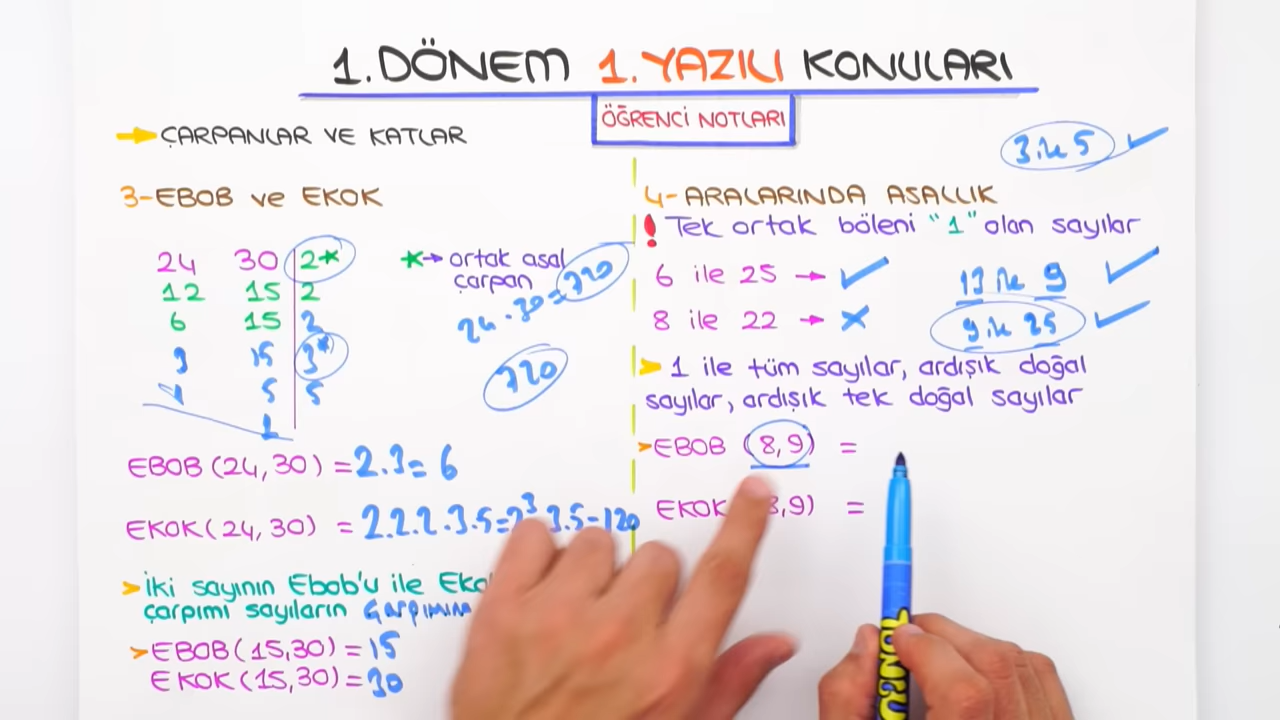 1. DÖNEM 1. YAZILI KONULARI
ÖĞRENCİ NOTLARI
ÇARPANLAR VE KATLAR
3-EBOB ve EKOK
24 30 2*
12 15 2
6 15 2
3 15 3*
1 5 5
1
* → ortak asal
çarpan
24.30=720
720
EBOB(24,30) = 2.3= 6
EKOK(24,30) = 2.2.2.3.5=2³.3.5=120
> İki sayının Ebob'u ile
çarpımı sayıların
> EBOB(15,30) = 15
EKOK(15,30) = 30
3 ile 5 ✓
4- ARALARINDA ASALLIK
! Tek ortak böleni "1" olan sayılar
6 ile 25 → ✓
13 ile 9 ✓
8 ile 22 → ×
9 ile 25 ✓
> 1 ile tüm sayılar, ardışık doğal
sayılar, ardışık tek doğal sayılar
> EBOB (8,9) =
EKOK ,9) =